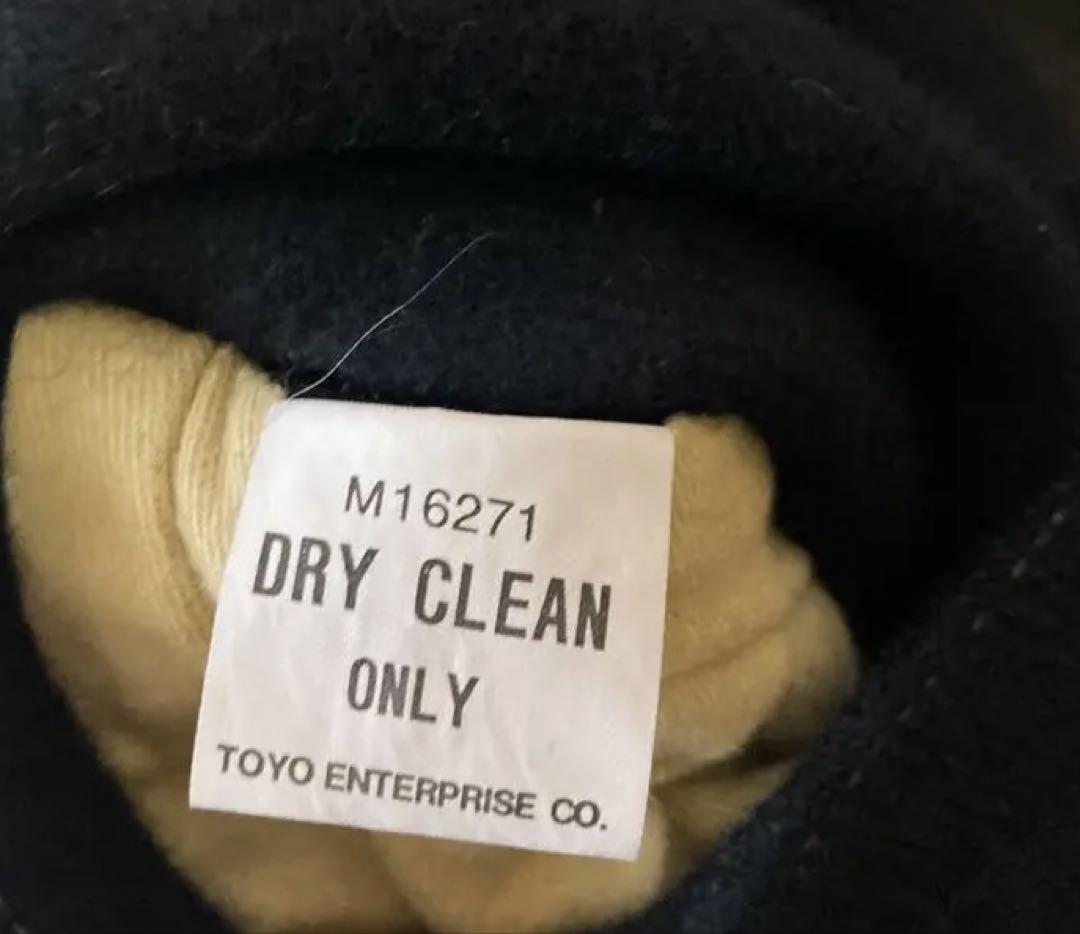 M16271
DRY CLEAN
ONLY
TOYO ENTERPRISE CO.